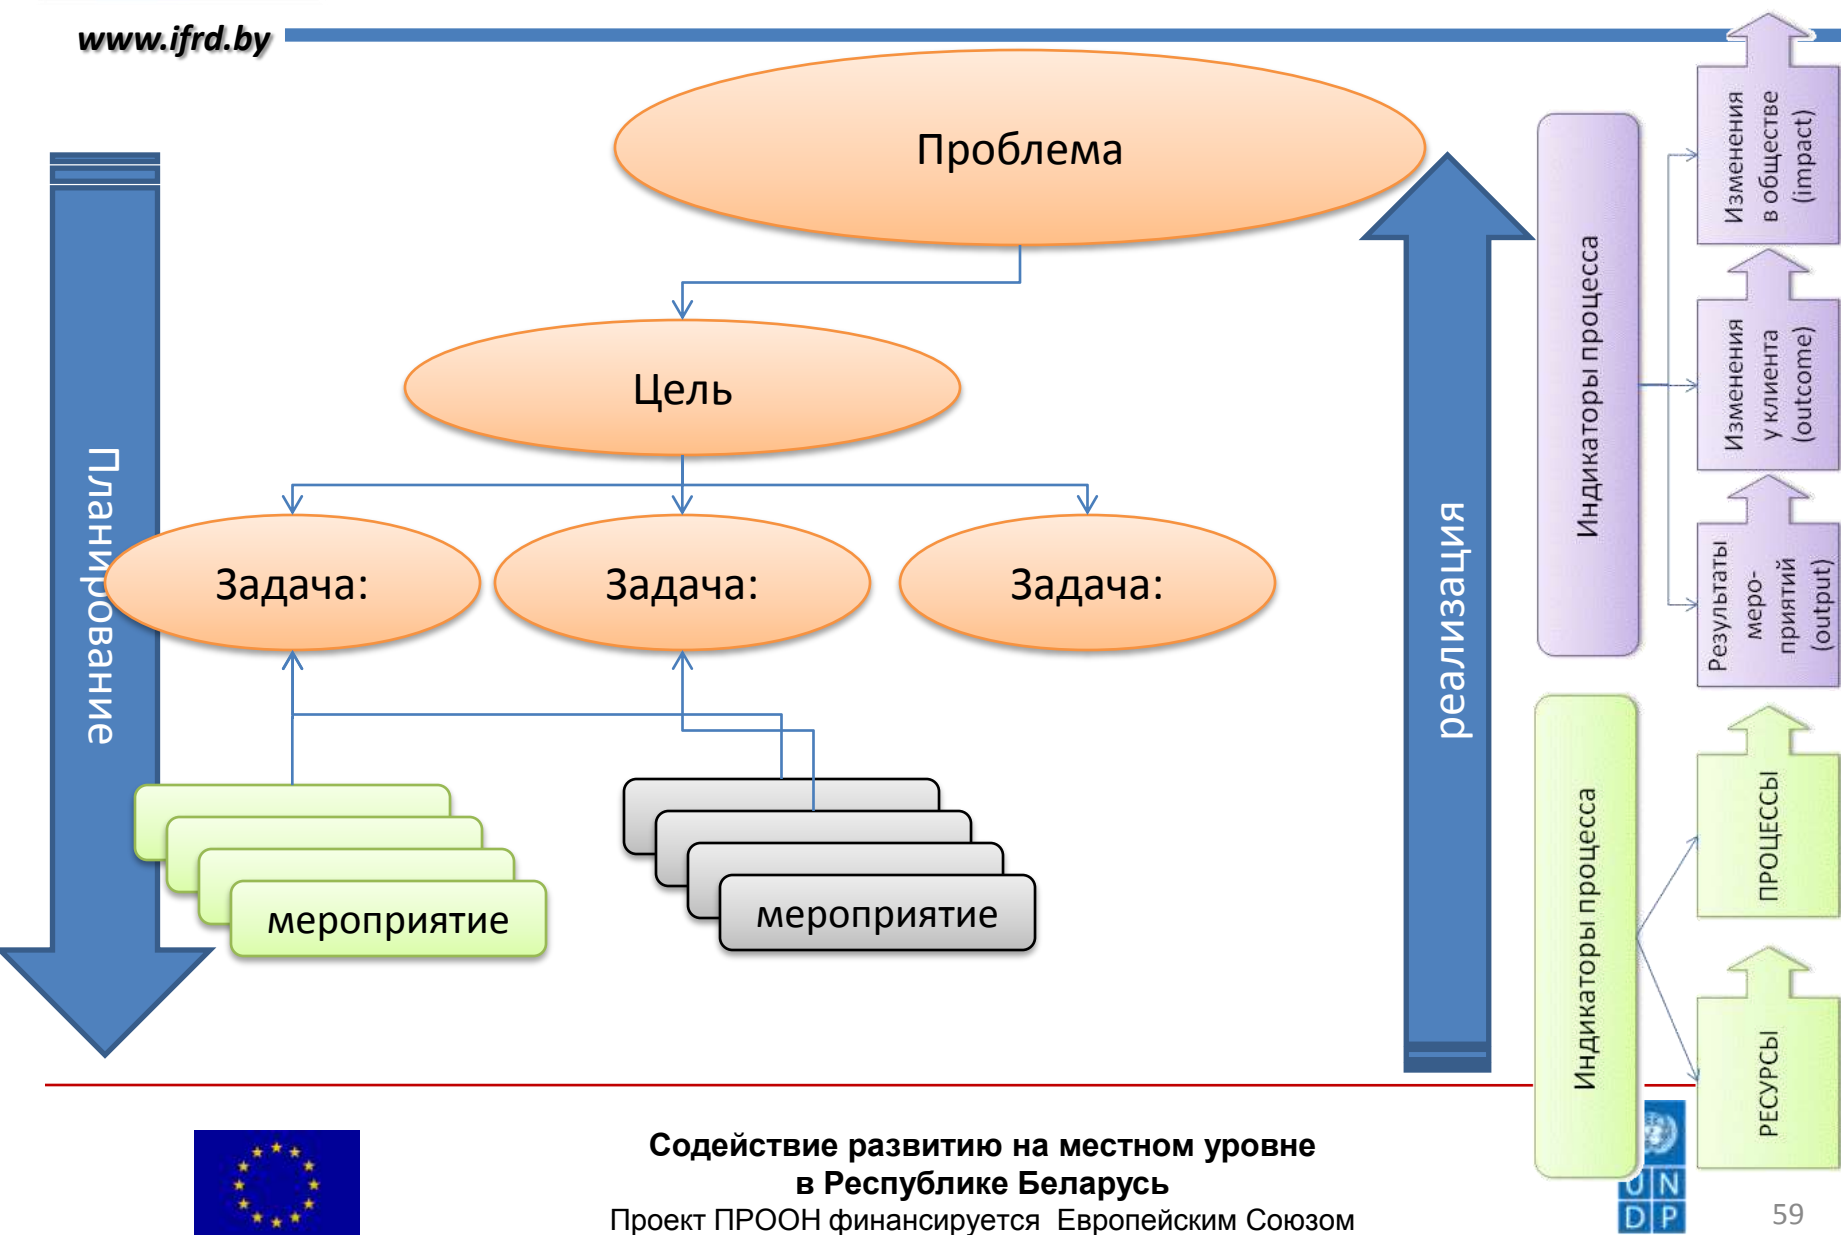 www.ifrd.by
Проблема
Цель
Задача:
Задача:
Задача:
мероприятие
мероприятие
Планирование
реализация
Индикаторы процесса
Изменения
в обществе
(impact)
Изменения
у клиента
(outcome)
Результаты
меро-
приятий
(output)
Индикаторы процесса
ПРОЦЕССЫ
РЕСУРСЫ
Содействие развитию на местном уровне
в Республике Беларусь
Проект ПРООН финансируется Европейским Союзом
U N
D P
59